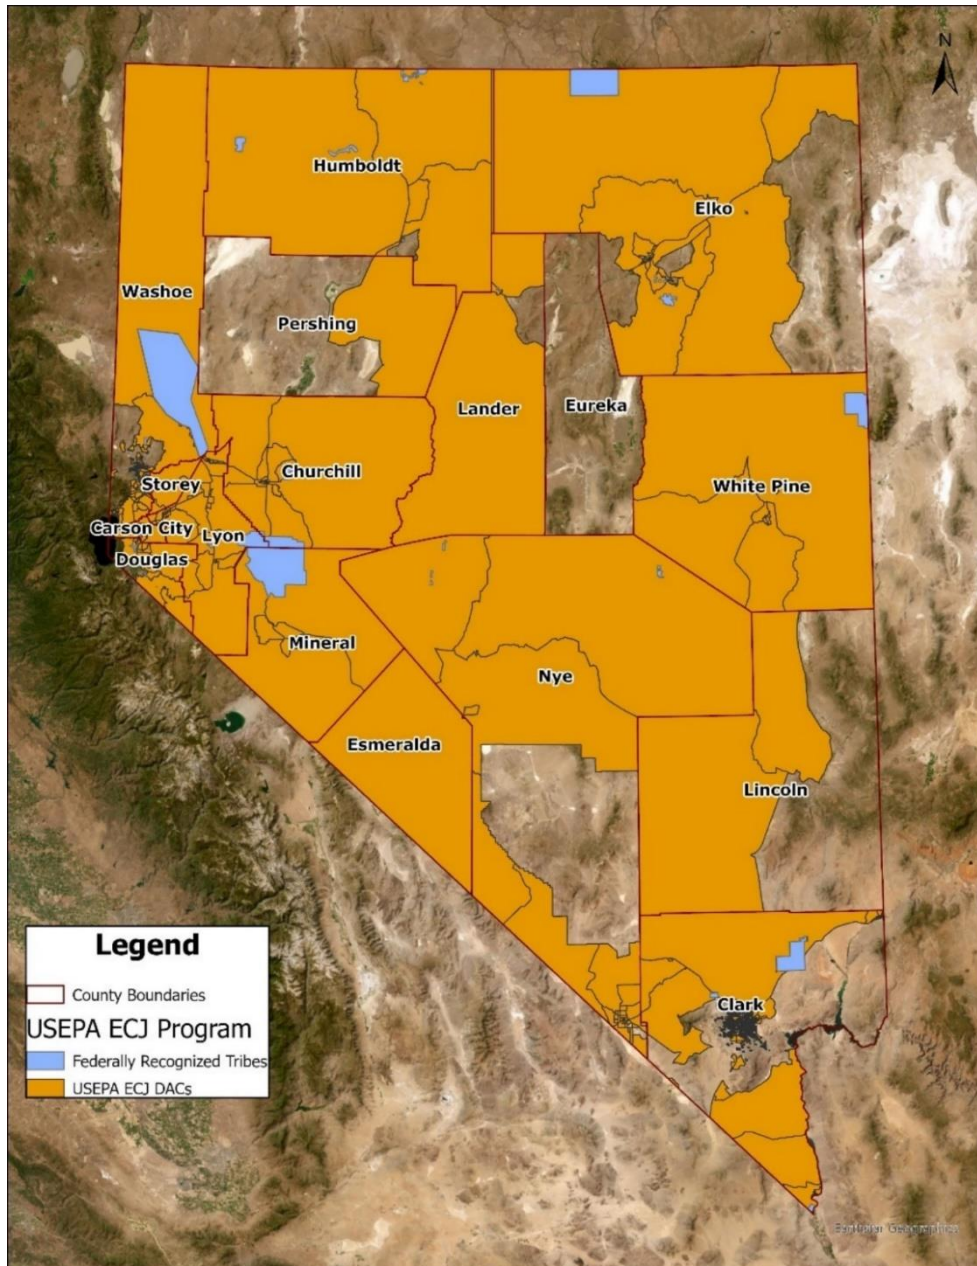 N
Humboldt
Elko
Washoe
Pershing
Lander
Eureka
Churchill
Storey
White Pine
Carson City
Lyon
Douglas
Mineral
Nye
Esmeralda
Lincoln
Clark
Legend
County Boundaries
USEPA ECJ Program
Federally Recognized Tribes
USEPA ECJ DACs
Earthstar Geographics